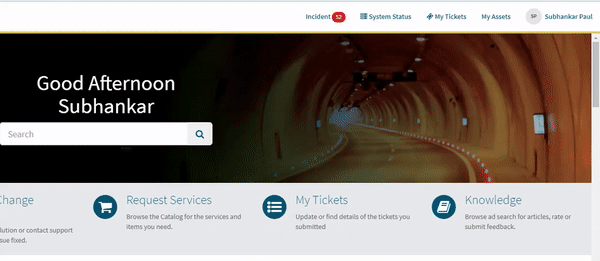 Incident 52 System Status My Tickets My Assets SP Subhankar Paul
Good Afternoon
Subhankar
Search
Change Request Services My Tickets Knowledge
lution or contact support Browse the Catalog for the services and Update or find details of the tickets you Browse ad search for articles, rate or
sue fixed. items you need. submitted submit feedback.